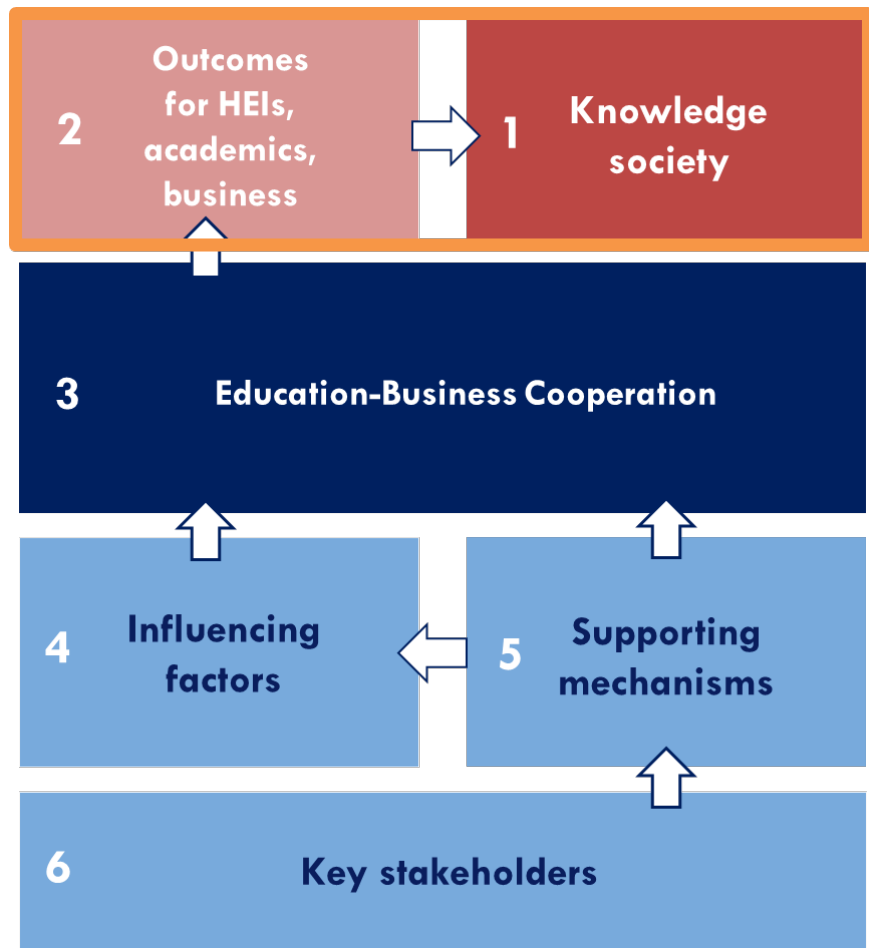 2
Outcomes
for HEIs,
academics,
business
1
Knowledge
society
3
Education-Business Cooperation
4
Influencing
factors
5
Supporting
mechanisms
6
Key stakeholders